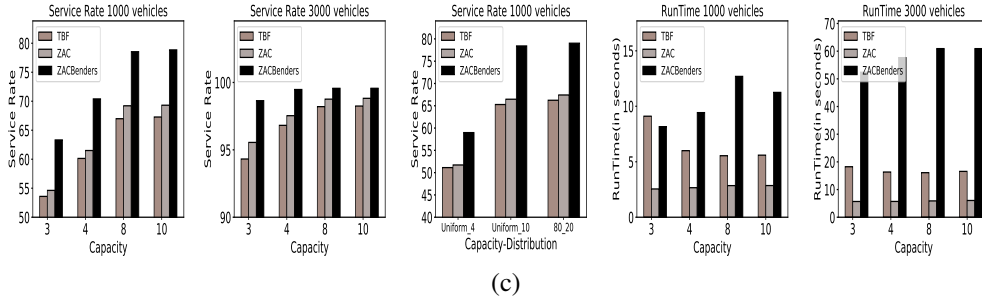 Service Rate 1000 vehicles
Service Rate
80
75
70
65
60
55
50
TBF
ZAC
ZACBenders
3 4 8 10
Capacity
Service Rate 3000 vehicles
Service Rate
100
95
90
TBF
ZAC
ZACBenders
3 4 8 10
Capacity
Service Rate 1000 vehicles
Service Rate
80
75
70
65
60
55
50
45
40
TBF
ZAC
ZACBenders
Uniform_4 Uniform_10 80_20
Capacity-Distribution
RunTime 1000 vehicles
RunTime(in seconds)
15
10
5
0
TBF
ZAC
ZACBenders
3 4 8 10
Capacity
RunTime 3000 vehicles
RunTime(in seconds)
70
60
50
40
30
20
10
0
TBF
ZAC
ZACBenders
3 4 8 10
Capacity
(c)